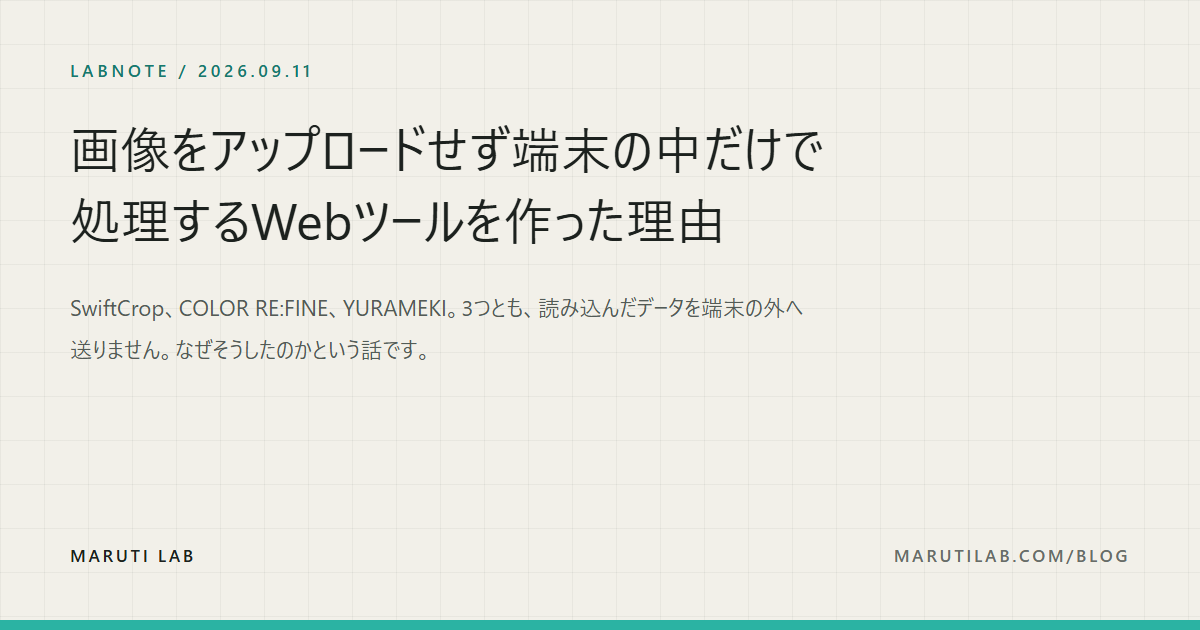 LABNOTE / 2026.09.11
画像をアップロードせず端末の中だけで
処理するWebツールを作った理由
SwiftCrop、COLOR RE:FINE、YURAMEKI。3つとも、読み込んだデータを端末の外へ
送りません。なぜそうしたのかという話です。
MARUTI LAB
MARUTILAB.COM/BLOG